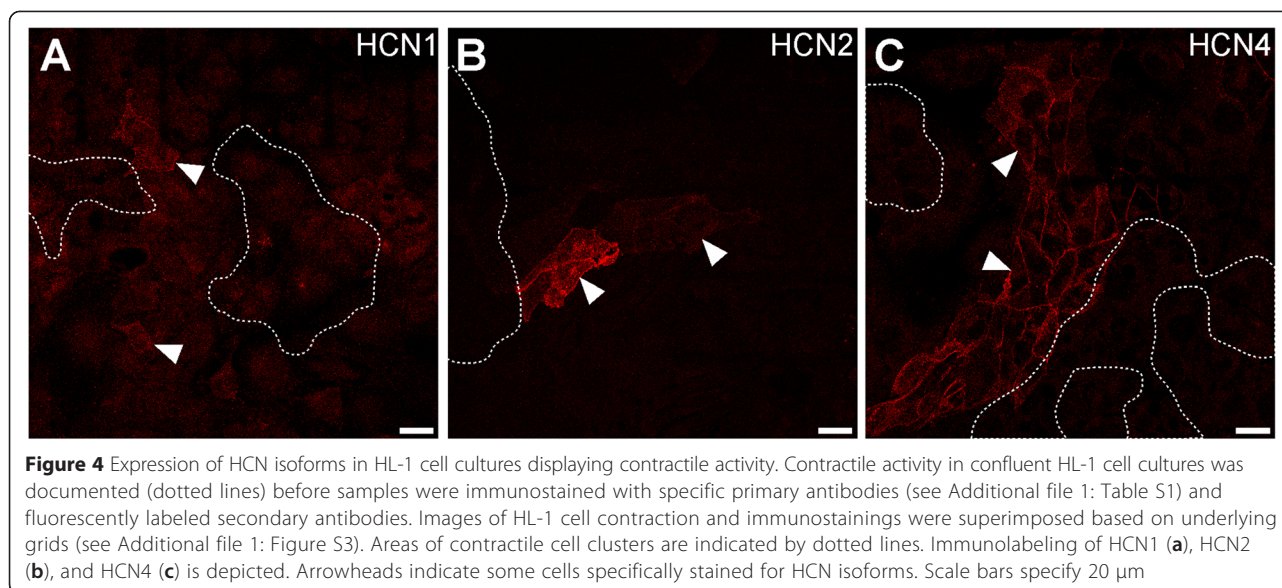 A HCN1
B HCN2
C HCN4
Figure 4 Expression of HCN isoforms in HL-1 cell cultures displaying contractile activity. Contractile activity in confluent HL-1 cell cultures was
documented (dotted lines) before samples were immunostained with specific primary antibodies (see Additional file 1: Table S1) and
fluorescently labeled secondary antibodies. Images of HL-1 cell contraction and immunostainings were superimposed based on underlying
grids (see Additional file 1: Figure S3). Areas of contractile cell clusters are indicated by dotted lines. Immunolabeling of HCN1 (a), HCN2
(b), and HCN4 (c) is depicted. Arrowheads indicate some cells specifically stained for HCN isoforms. Scale bars specify 20 μm